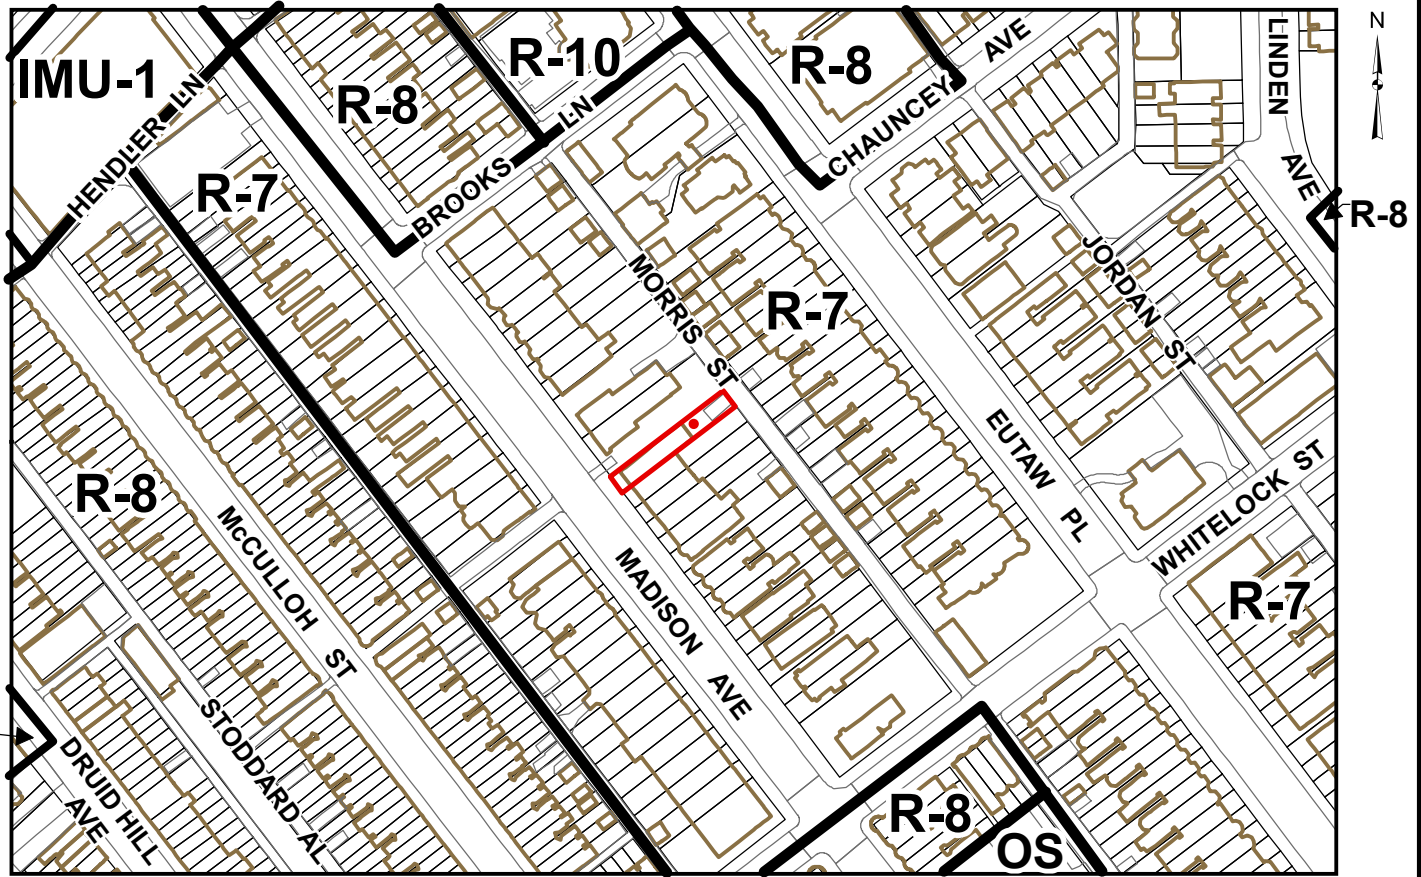 N
IMU-1
R-10
R-8
AVE
LINDEN
AVE
R-8
HENDLER LN
R-8
LN
BROOKS
CHAUNCEY
R-7
R-8
MORRIS ST
R-7
JORDAN ST
EUTAW PL
WHITELOCK ST
R-8
McCULLOH ST
MADISON AVE
R-7
STODDARD AL
DRUID HILL
AVE
R-8
OS